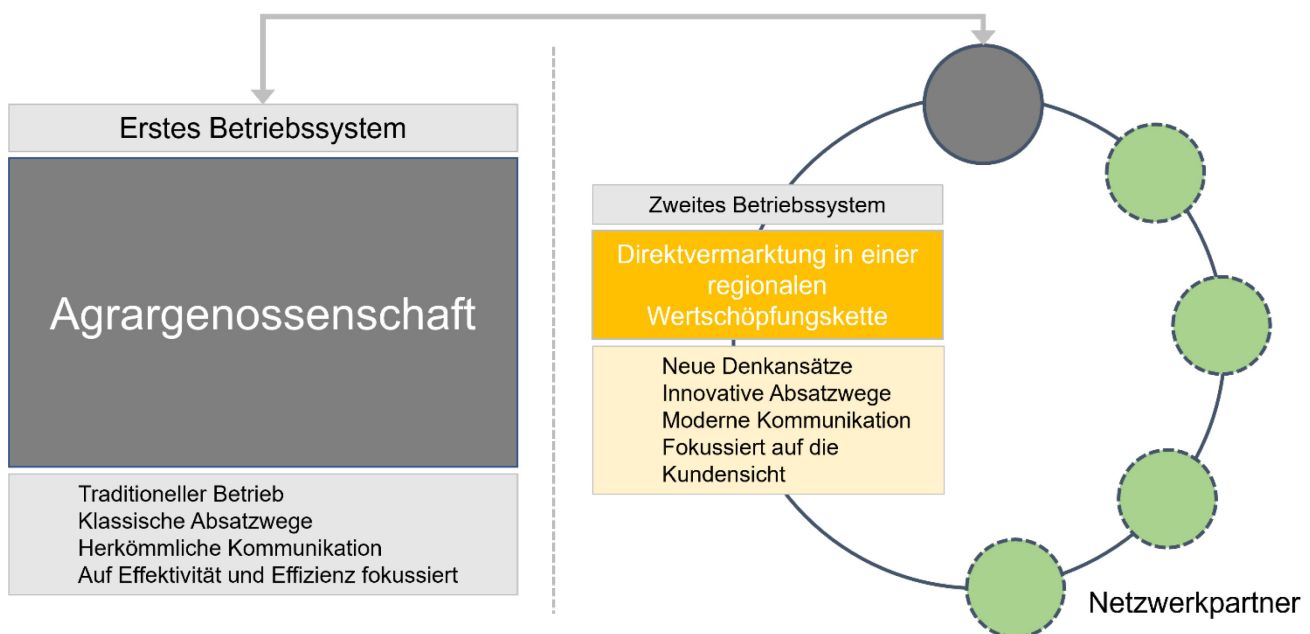 Erstes Betriebssystem
Agrargenossenschaft
Traditioneller Betrieb
Klassische Absatzwege
Herkömmliche Kommunikation
Auf Effektivität und Effizienz fokussiert
Zweites Betriebssystem
Direktvermarktung in einer
regionalen
Wertschöpfungskette
Neue Denkansätze
Innovative Absatzwege
Moderne Kommunikation
Fokussiert auf die
Kundensicht
Netzwerkpartner